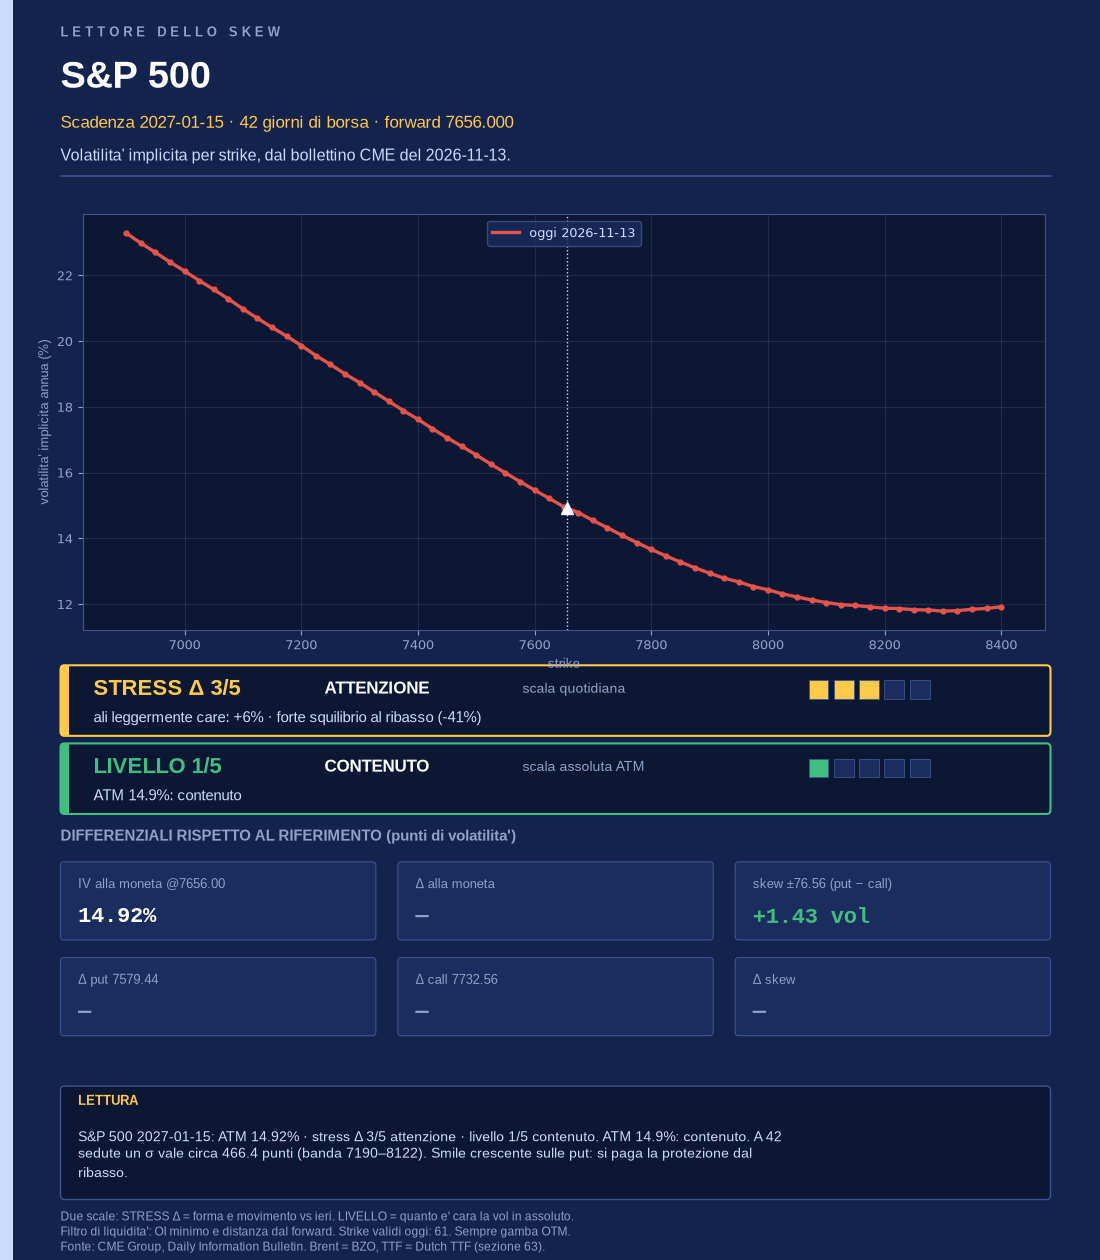 LETTORE DELLO SKEW
S&P 500
Scadenza 2027-01-15 · 42 giorni di borsa · forward 7656.000
Volatilita' implicita per strike, dal bollettino CME del 2026-11-13.
oggi 2026-11-13
volatilita' implicita annua (%)
22
20
18
16
14
12
7000 7200 7400 7600 7800 8000 8200 8400
strike
STRESS Δ 3/5 ATTENZIONE scala quotidiana
ali leggermente care: +6% · forte squilibrio al ribasso (-41%)
LIVELLO 1/5 CONTENUTO scala assoluta ATM
ATM 14.9%: contenuto
DIFFERENZIALI RISPETTO AL RIFERIMENTO (punti di volatilita')
IV alla moneta @7656.00 Δ alla moneta skew ±76.56 (put − call)
14.92% — +1.43 vol
Δ put 7579.44 Δ call 7732.56 Δ skew
— — —
LETTURA
S&P 500 2027-01-15: ATM 14.92% · stress Δ 3/5 attenzione · livello 1/5 contenuto. ATM 14.9%: contenuto. A 42
sedute un σ vale circa 466.4 punti (banda 7190–8122). Smile crescente sulle put: si paga la protezione dal
ribasso.
Due scale: STRESS Δ = forma e movimento vs ieri. LIVELLO = quanto e' cara la vol in assoluto.
Filtro di liquidita': OI minimo e distanza dal forward. Strike validi oggi: 61. Sempre gamba OTM.
Fonte: CME Group, Daily Information Bulletin. Brent = BZO, TTF = Dutch TTF (sezione 63).